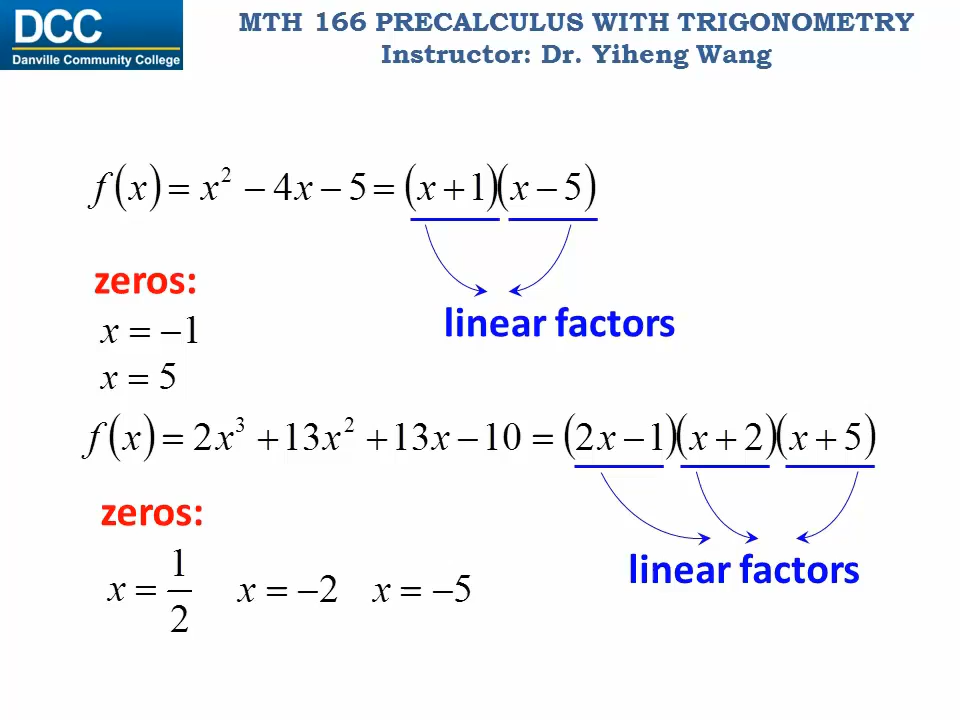 DCC
Danville Community College
MTH 166 PRECALCULUS WITH TRIGONOMETRY
Instructor: Dr. Yiheng Wang
f(x) = x² − 4x − 5 = (x + 1)(x − 5)
zeros:
linear factors
x = −1
x = 5
f(x) = 2x³ + 13x² + 13x − 10 = (2x − 1)(x + 2)(x + 5)
zeros:
linear factors
x = 1/2 x = −2 x = −5